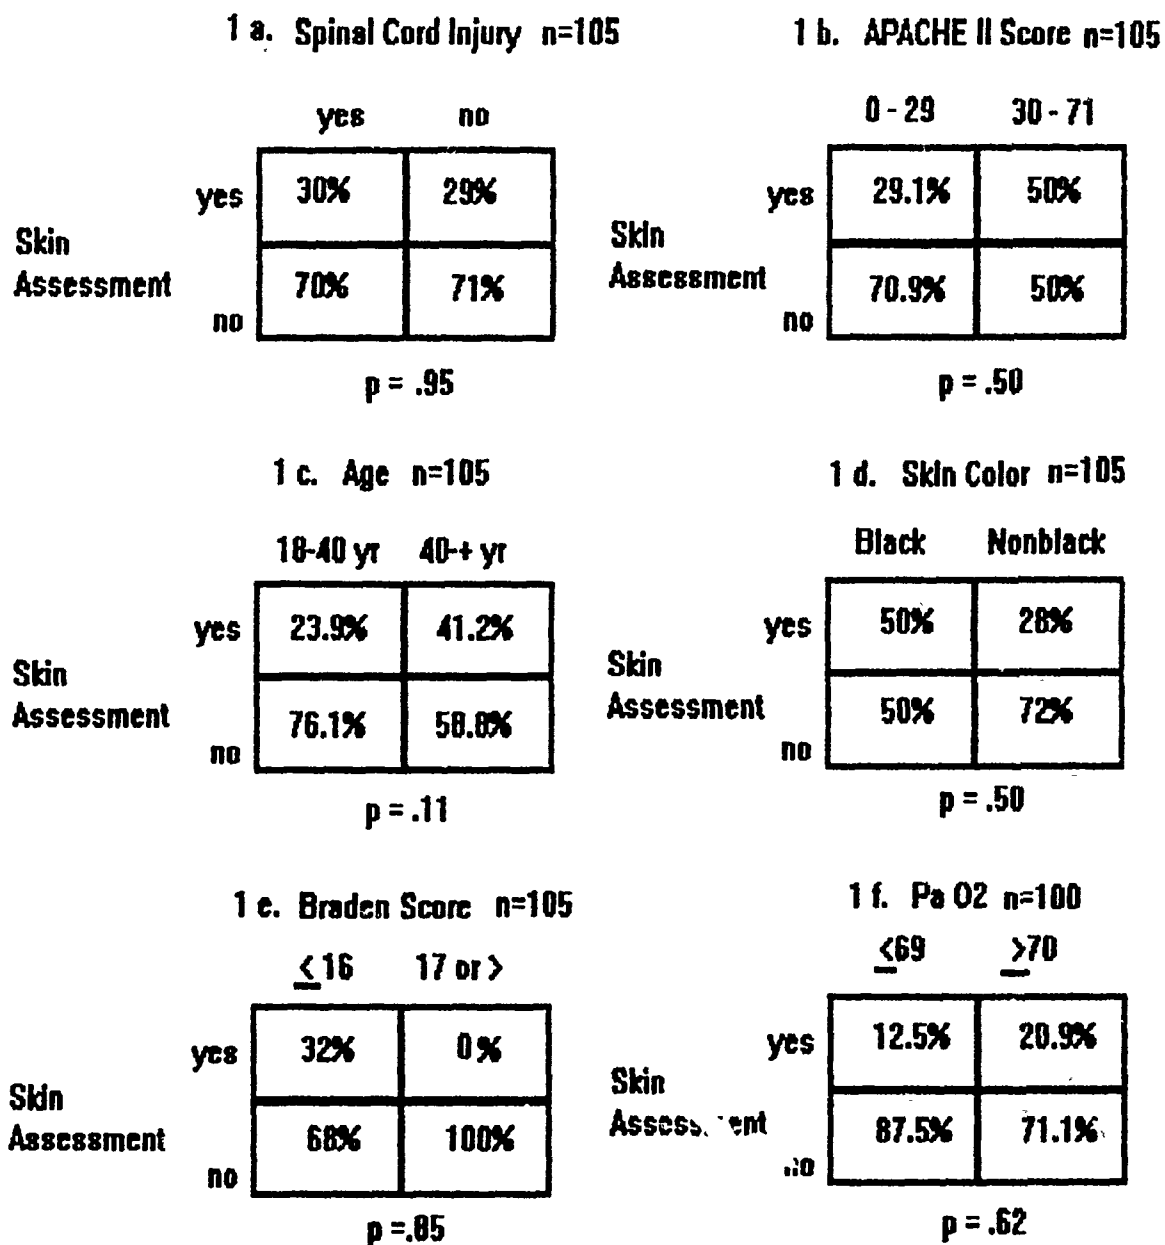 1 a. Spinal Cord Injury n=105
yes no
yes 30% 29%
Skin
Assessment
70% 71%
no
p = .95
1 b. APACHE II Score n=105
0 - 29 30 - 71
yes 29.1% 50%
Skin
Assessment
70.9% 50%
no
p = .50
1 c. Age n=105
18-40 yr 40-+ yr
yes 23.9% 41.2%
Skin
Assessment
76.1% 58.8%
no
p = .11
1 d. Skin Color n=105
Black Nonblack
yes 50% 28%
Skin
Assessment
50% 72%
no
p = .50
1 e. Braden Score n=105
≤ 16 17 or >
yes 32% 0%
Skin
Assessment
68% 100%
no
p =.85
1 f. Pa O2 n=100
≤69 ≥70
yes 12.5% 20.9%
Skin
87.5% 71.1%
p = .62